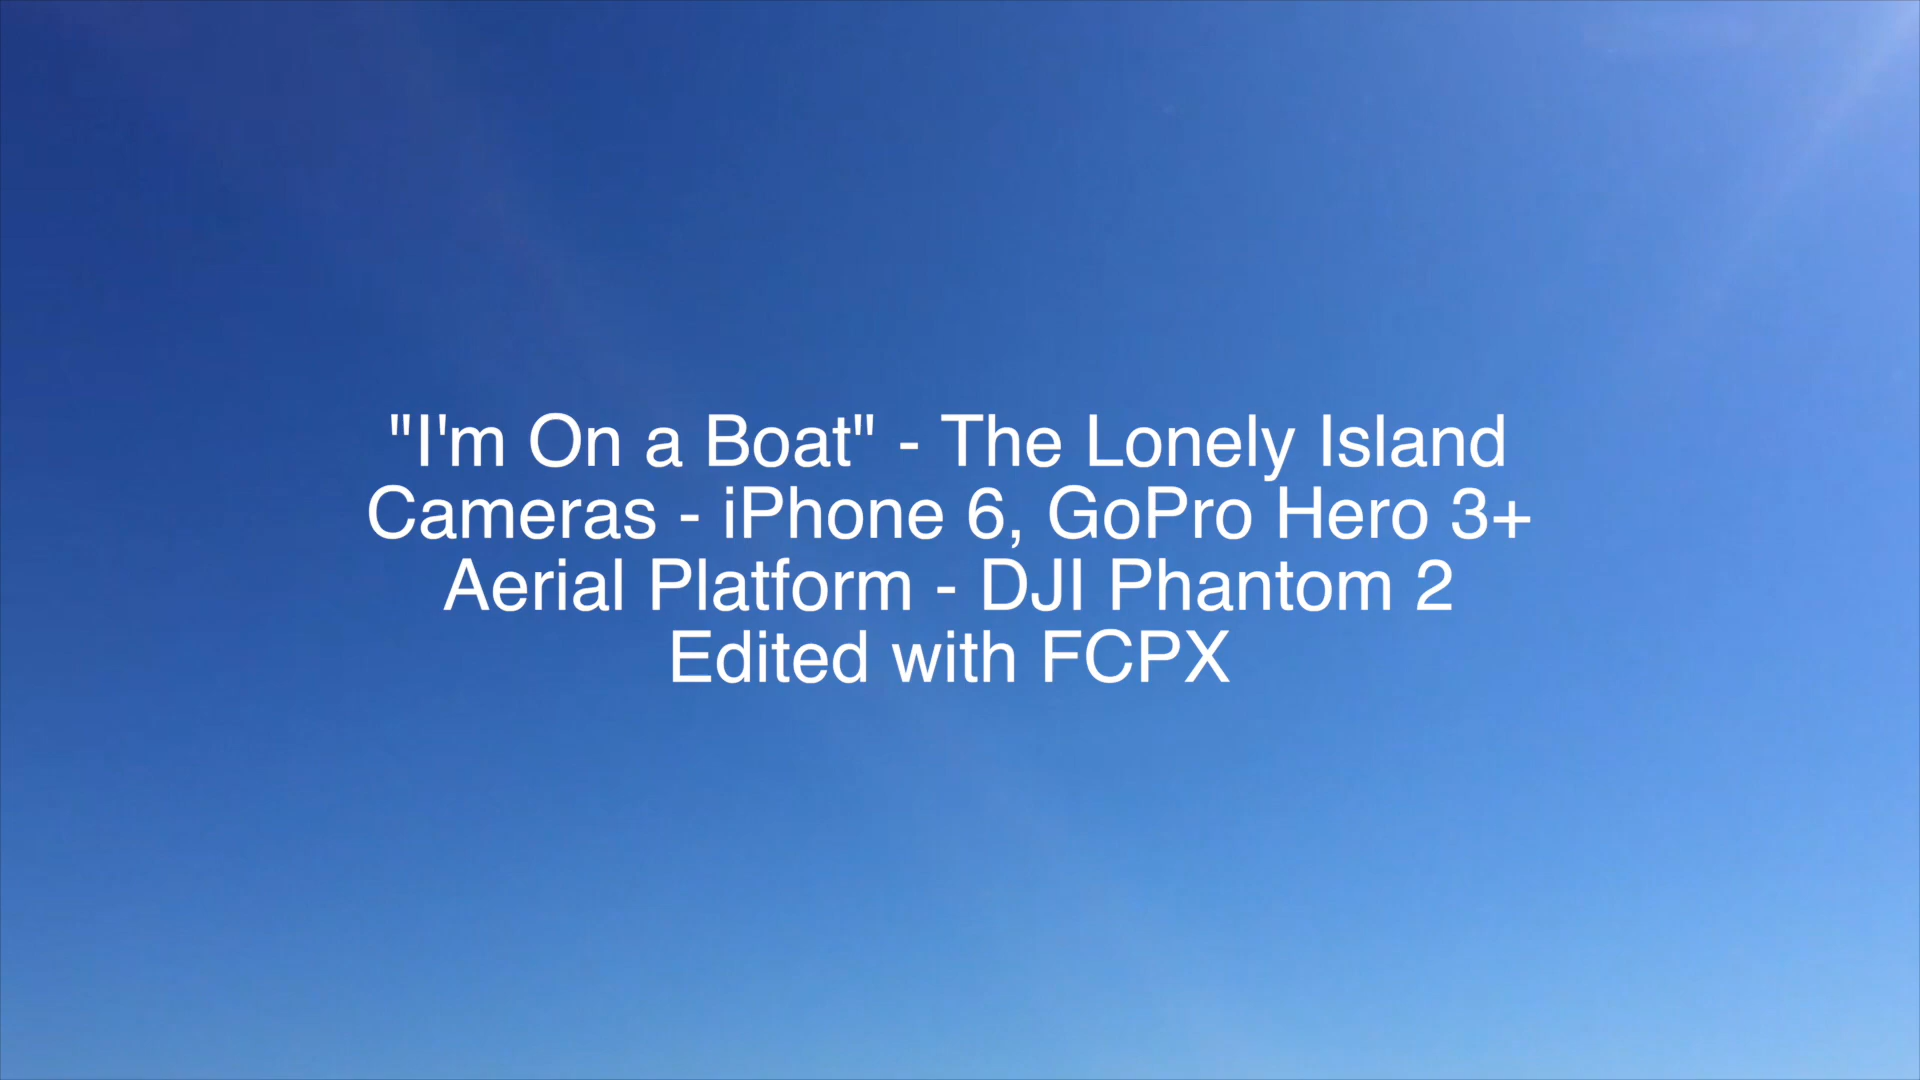 "I'm On a Boat" - The Lonely Island
Cameras - iPhone 6, GoPro Hero 3+
Aerial Platform - DJI Phantom 2
Edited with FCPX